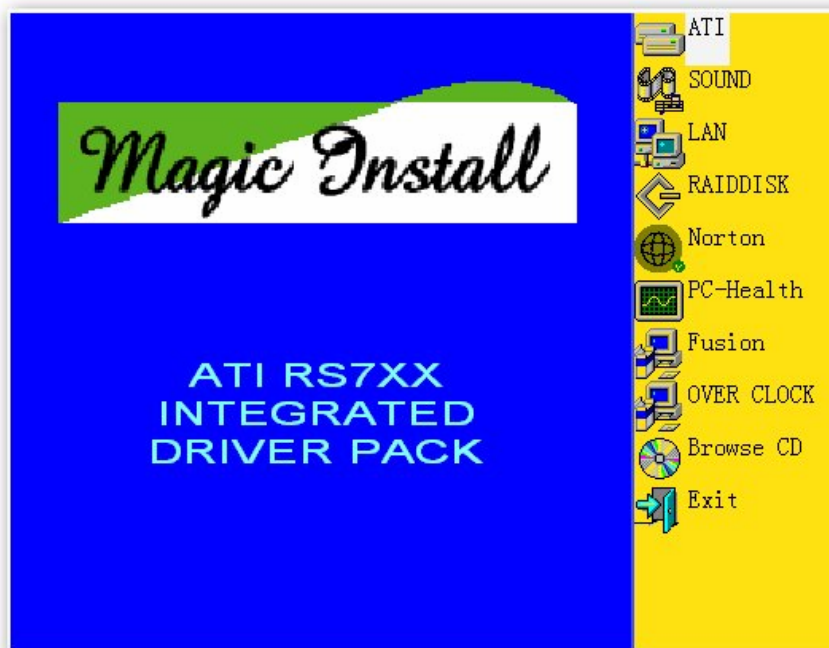 Magic Install
ATI RS7XX
INTEGRATED
DRIVER PACK
ATI
SOUND
LAN
RAIDDISK
Norton
PC-Health
Fusion
OVER CLOCK
Browse CD
Exit